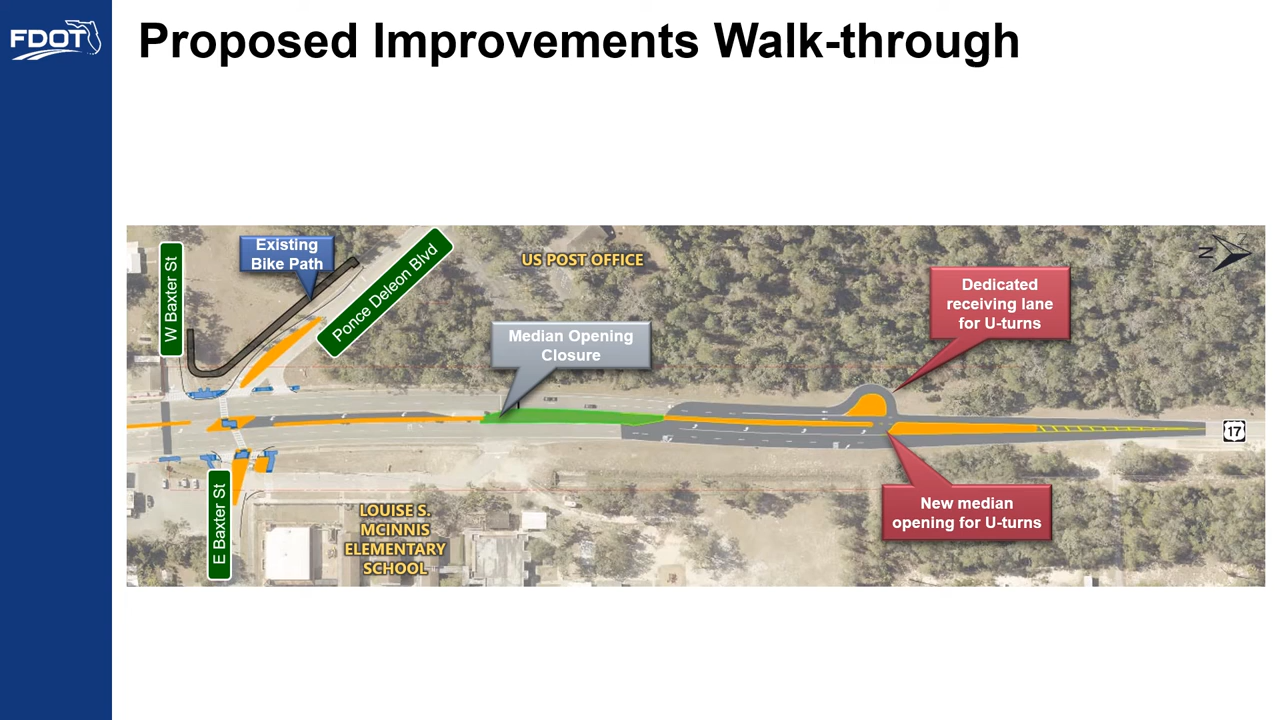 FDOT
Proposed Improvements Walk-through
W Baxter St
Existing
Bike Path
Ponce Deleon Blvd
US POST OFFICE
N
Dedicated
receiving lane
for U-turns
Median Opening
Closure
17
New median
opening for U-turns
E Baxter St
LOUISE S.
MCINNIS
ELEMENTARY
SCHOOL